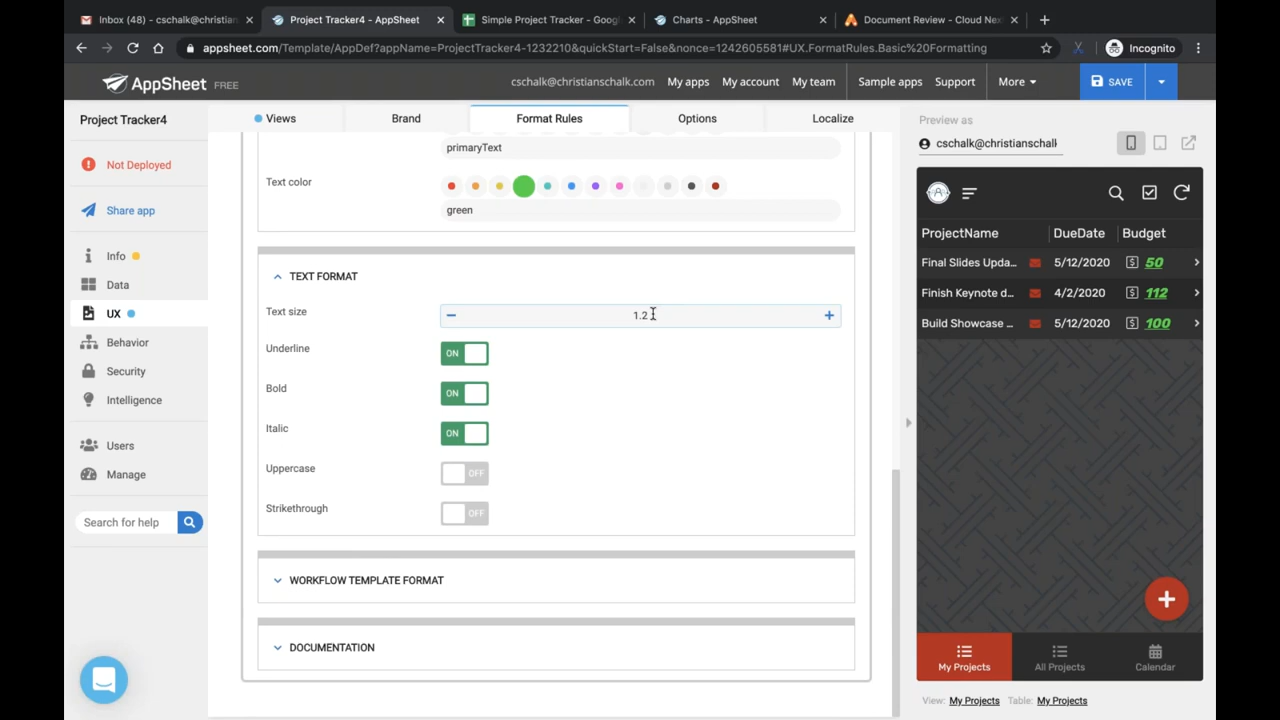 Inbox (48) - cschalk@christian
Project Tracker4 - AppSheet
Simple Project Tracker - Goog
Charts - AppSheet
Document Review - Cloud Nex
appsheet.com/Template/AppDef?appName=ProjectTracker4-1232210&quickStart=False&nonce=1242605581#UX.FormatRules.Basic%20Formatting
Incognito
AppSheet FREE
cschalk@christianschalk.com
My apps
My account
My team
Sample apps
Support
More
SAVE
Project Tracker4
Not Deployed
Share app
Info
Data
UX
Behavior
Security
Intelligence
Users
Manage
Search for help
Views
Brand
Format Rules
Options
Localize
primaryText
Text color
green
TEXT FORMAT
Text size
1.2
Underline
ON
Bold
ON
Italic
ON
Uppercase
OFF
Strikethrough
OFF
WORKFLOW TEMPLATE FORMAT
DOCUMENTATION
Preview as
cschalk@christianschalk
ProjectName DueDate Budget
Final Slides Upda... 5/12/2020 $ 50
Finish Keynote d... 4/2/2020 $ 112
Build Showcase ... 5/12/2020 $ 100
My Projects
All Projects
Calendar
View: My Projects Table: My Projects